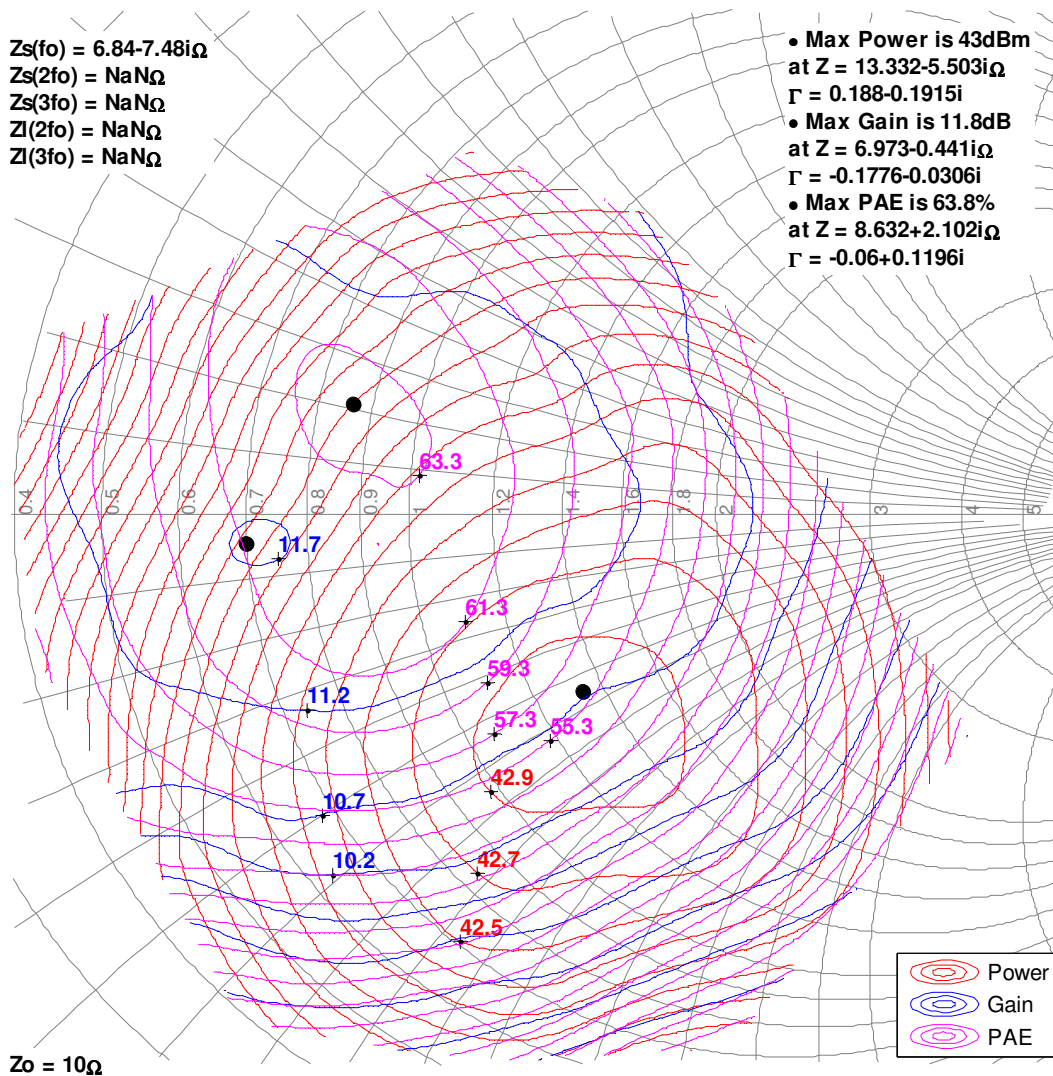 Zs(fo) = 6.84-7.48iΩ
Zs(2fo) = NaNΩ
Zs(3fo) = NaNΩ
Zl(2fo) = NaNΩ
Zl(3fo) = NaNΩ
• Max Power is 43dBm
at Z = 13.332-5.503iΩ
Γ = 0.188-0.1915i
• Max Gain is 11.8dB
at Z = 6.973-0.441iΩ
Γ = -0.1776-0.0306i
• Max PAE is 63.8%
at Z = 8.632+2.102iΩ
Γ = -0.06+0.1196i
63.3
0.4
0.5
0.6
0.7
0.8
0.9
1
1.2
1.4
1.6
1.8
2
3
4
5
11.7
61.3
59.3
11.2
57.3
55.3
42.9
10.7
42.7
10.2
42.5
Power
Gain
PAE
Zo = 10Ω